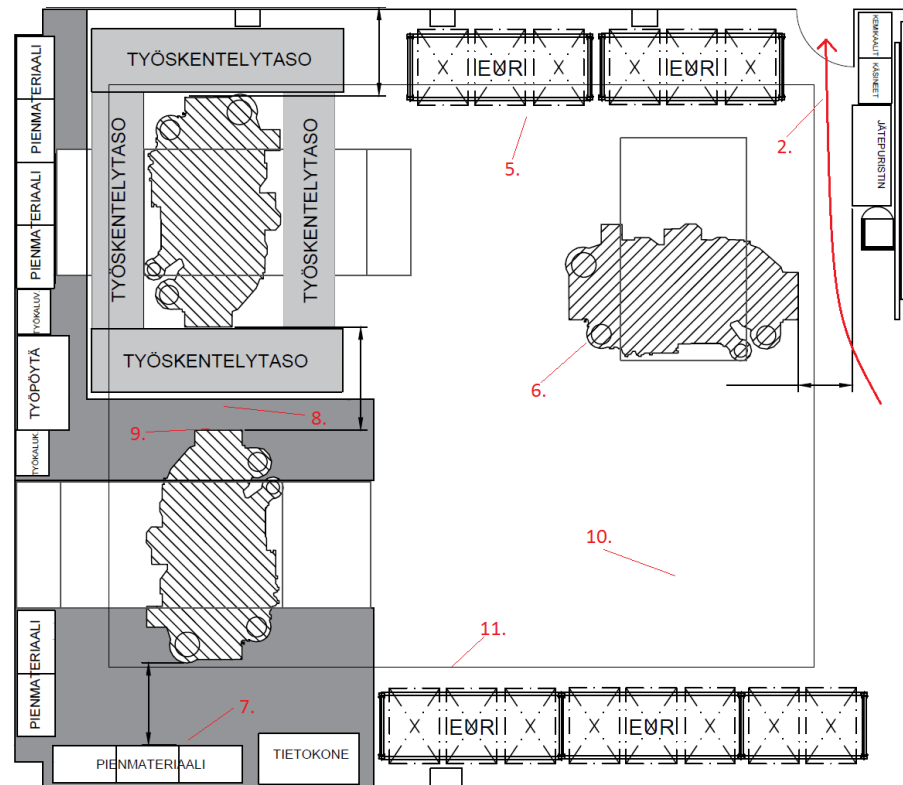 TYÖSKENTELYTASO
EUR
EUR
KEMIKAALIT
KÄSINEET
PIENMATERIAALI
PIENMATERIAALI
5.
2.
JÄTEPURISTIN
TYÖSKENTELYTASO
TYÖSKENTELYTASO
PIENMATERIAALI
PIENMATERIAALI
TYÖKALUV.
TYÖSKENTELYTASO
6.
TYÖPÖYTÄ
8.
9.
TYÖKALUK.
10.
11.
PIENMATERIAALI
7.
EUR
EUR
PIENMATERIAALI
TIETOKONE